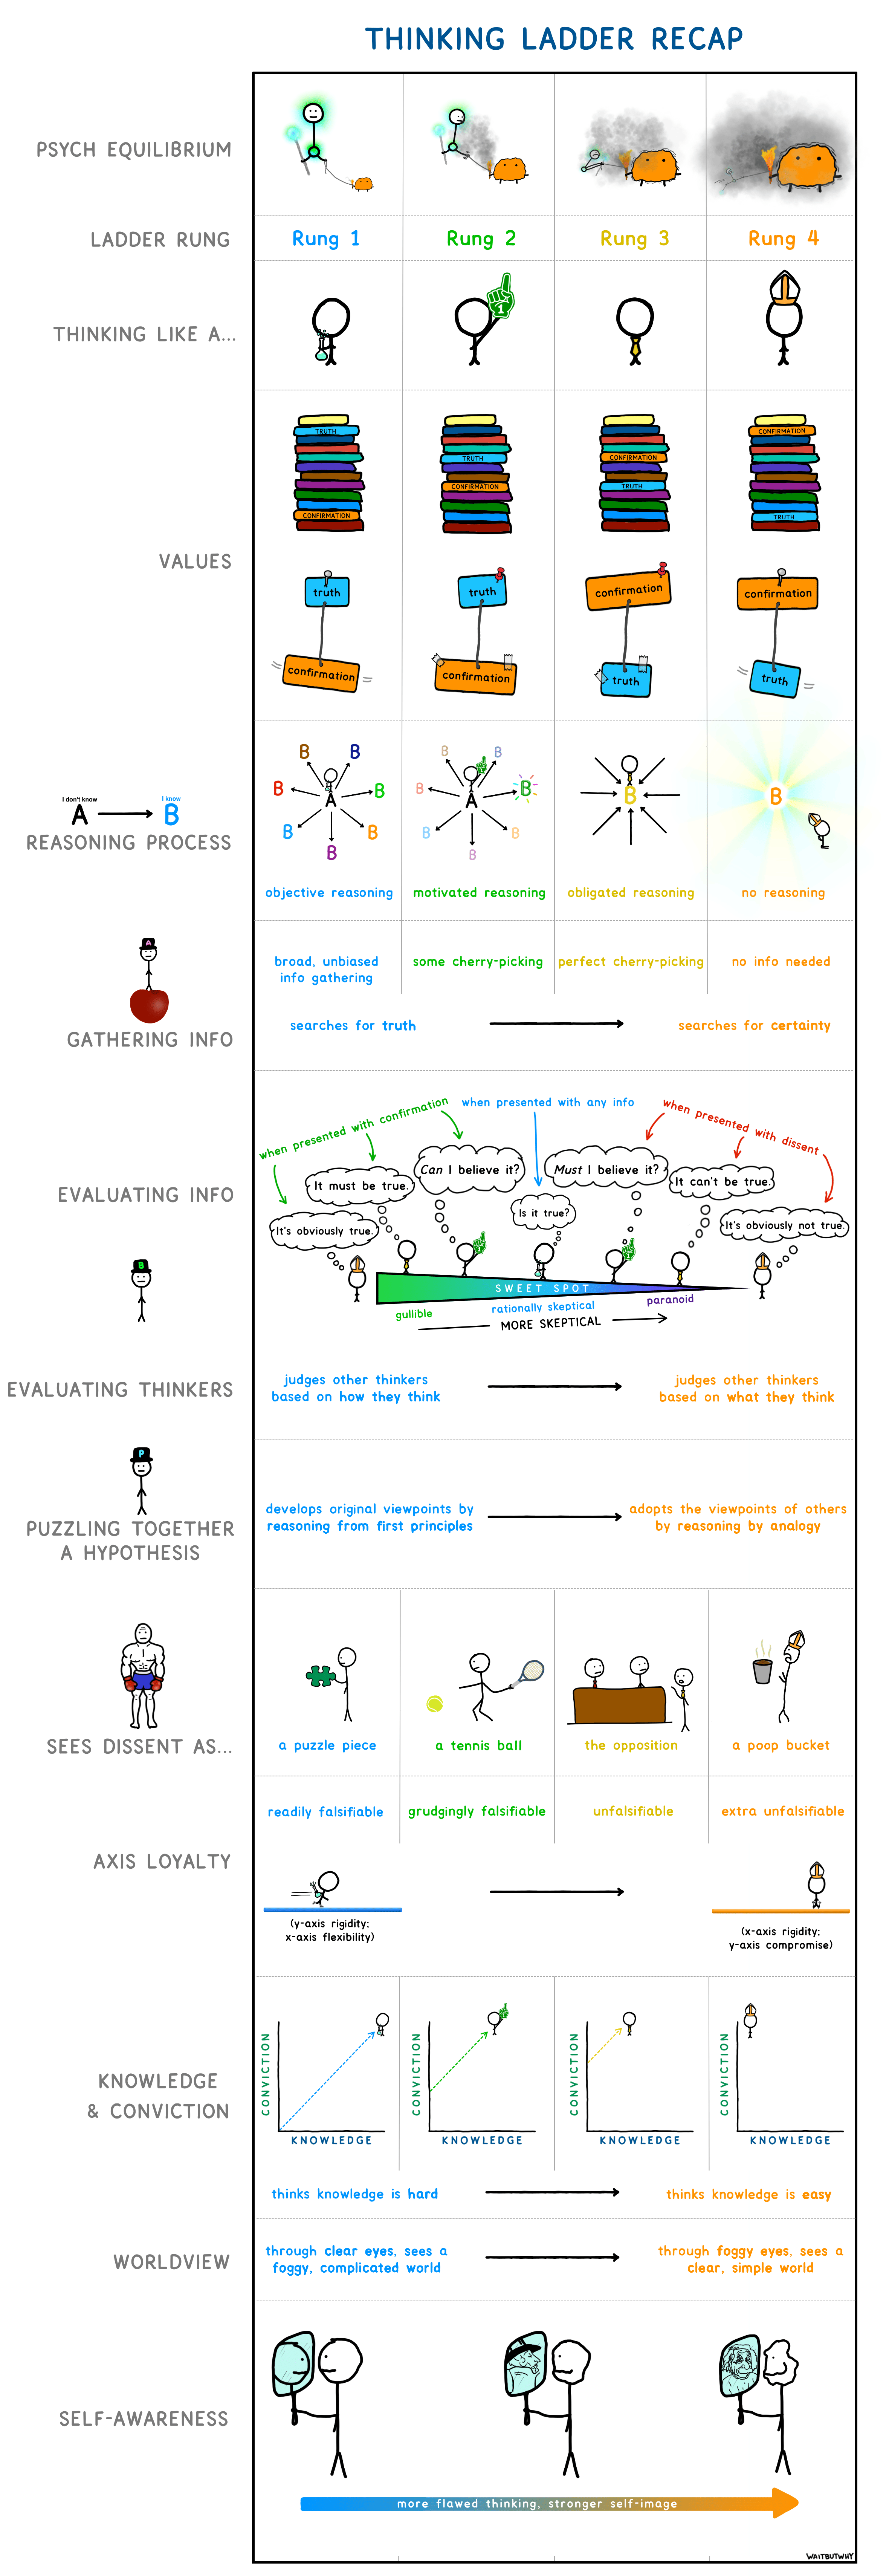 THINKING LADDER RECAP
PSYCH EQUILIBRIUM
LADDER RUNG
Rung 1
Rung 2
Rung 3
Rung 4
THINKING LIKE A...
1
VALUES
TRUTH
CONFIRMATION
TRUTH
CONFIRMATION
CONFIRMATION
TRUTH
CONFIRMATION
TRUTH
truth
confirmation
truth
confirmation
confirmation
truth
confirmation
truth
I don't know
A
I know
B
REASONING PROCESS
B
B
B
B
B
B
B
A
objective reasoning
B
B
B
B
B
B
B
A
motivated reasoning
B
obligated reasoning
B
no reasoning
A
GATHERING INFO
broad, unbiased
info gathering
some cherry-picking
perfect cherry-picking
no info needed
searches for truth
searches for certainty
EVALUATING INFO
when presented with confirmation
when presented with any info
when presented with dissent
It's obviously true.
It must be true.
Can I believe it?
Is it true?
Must I believe it?
It can't be true.
It's obviously not true.
SWEET SPOT
gullible
rationally skeptical
paranoid
MORE SKEPTICAL
B
EVALUATING THINKERS
judges other thinkers
based on how they think
judges other thinkers
based on what they think
P
PUZZLING TOGETHER
A HYPOTHESIS
develops original viewpoints by
reasoning from first principles
adopts the viewpoints of others
by reasoning by analogy
SEES DISSENT AS...
a puzzle piece
a tennis ball
the opposition
a poop bucket
AXIS LOYALTY
readily falsifiable
grudgingly falsifiable
unfalsifiable
extra unfalsifiable
(y-axis rigidity;
x-axis flexibility)
(x-axis rigidity;
y-axis compromise)
KNOWLEDGE
& CONVICTION
CONVICTION
KNOWLEDGE
CONVICTION
KNOWLEDGE
CONVICTION
KNOWLEDGE
CONVICTION
KNOWLEDGE
thinks knowledge is hard
thinks knowledge is easy
WORLDVIEW
through clear eyes, sees a
foggy, complicated world
through foggy eyes, sees a
clear, simple world
SELF-AWARENESS
more flawed thinking, stronger self-image
WAITBUTWHY